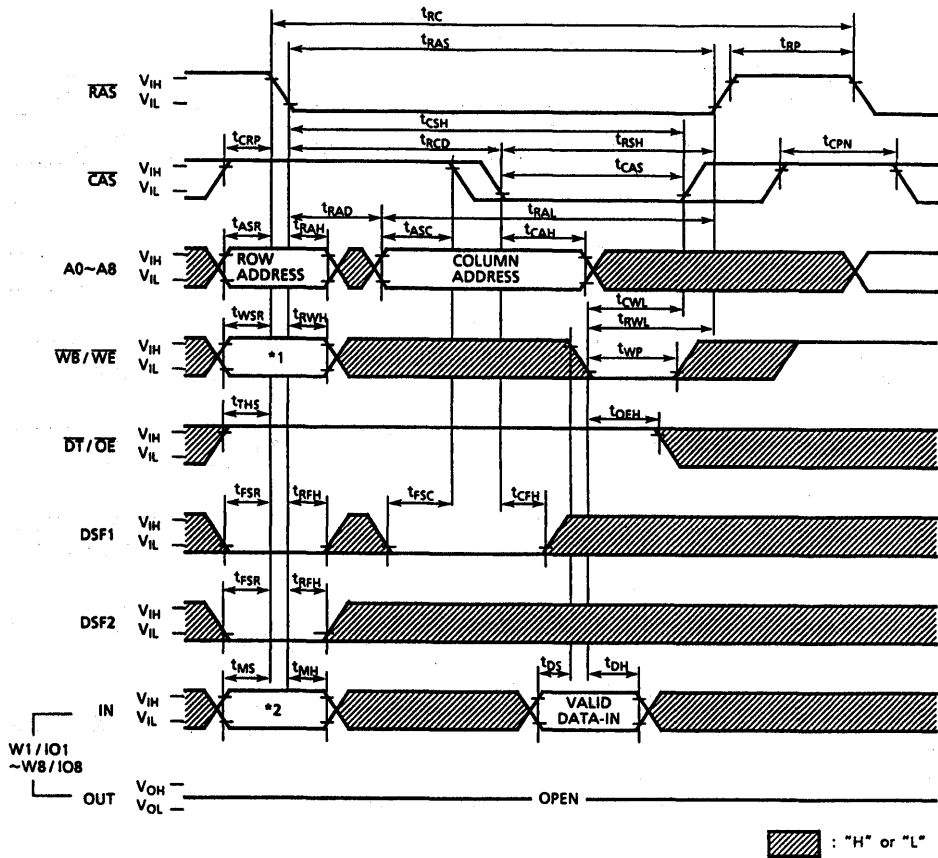 tRC
tRAS
tRP
RAS
VIH
VIL
tCSH
tCRP
tRCD
tRSH
tCPN
CAS
VIH
VIL
tCAS
tRAD
tRAL
tASR
tRAH
tASC
tCAH
A0~A8
VIH
VIL
ROW
ADDRESS
COLUMN
ADDRESS
tCWL
tRWL
tWSR
tRWH
WB / WE
VIH
VIL
*1
tWP
tTHS
tOEH
DT / OE
VIH
VIL
tFSR
tRFH
tFSC
tCFH
DSF1
VIH
VIL
tFSR
tRFH
DSF2
VIH
VIL
tMS
tMH
tDS
tDH
IN
VIH
VIL
*2
VALID
DATA-IN
W1 / IO1
~W8 / IO8
OUT
VOH
VOL
OPEN
: "H" or "L"